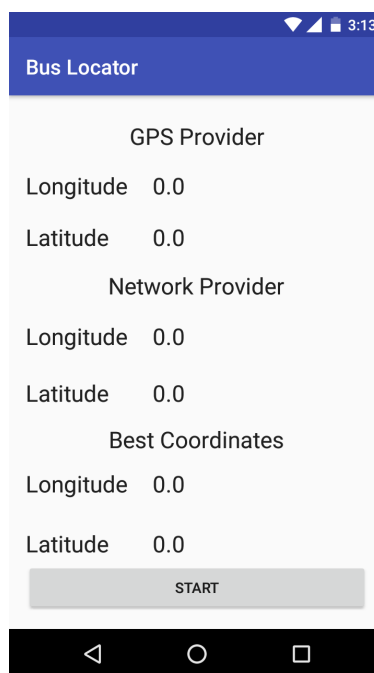 3:13
Bus Locator
GPS Provider
Longitude 0.0
Latitude 0.0
Network Provider
Longitude 0.0
Latitude 0.0
Best Coordinates
Longitude 0.0
Latitude 0.0
START